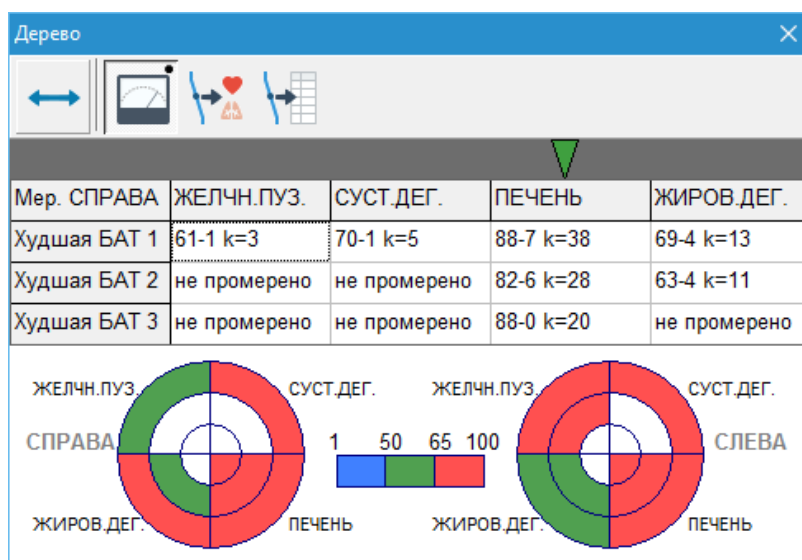 Дерево
Мер. СПРАВА ЖЕЛЧН.ПУЗ. СУСТ.ДЕГ. ПЕЧЕНЬ ЖИРОВ.ДЕГ.
Худшая БАТ 1 61-1 k=3 70-1 k=5 88-7 k=38 69-4 k=13
Худшая БАТ 2 не промерено не промерено 82-6 k=28 63-4 k=11
Худшая БАТ 3 не промерено не промерено 88-0 k=20 не промерено
ЖЕЛЧН.ПУЗ. СУСТ.ДЕГ. ЖЕЛЧН.ПУЗ. СУСТ.ДЕГ.
СПРАВА 1 50 65 100 СЛЕВА
ЖИРОВ.ДЕГ. ПЕЧЕНЬ ЖИРОВ.ДЕГ. ПЕЧЕНЬ